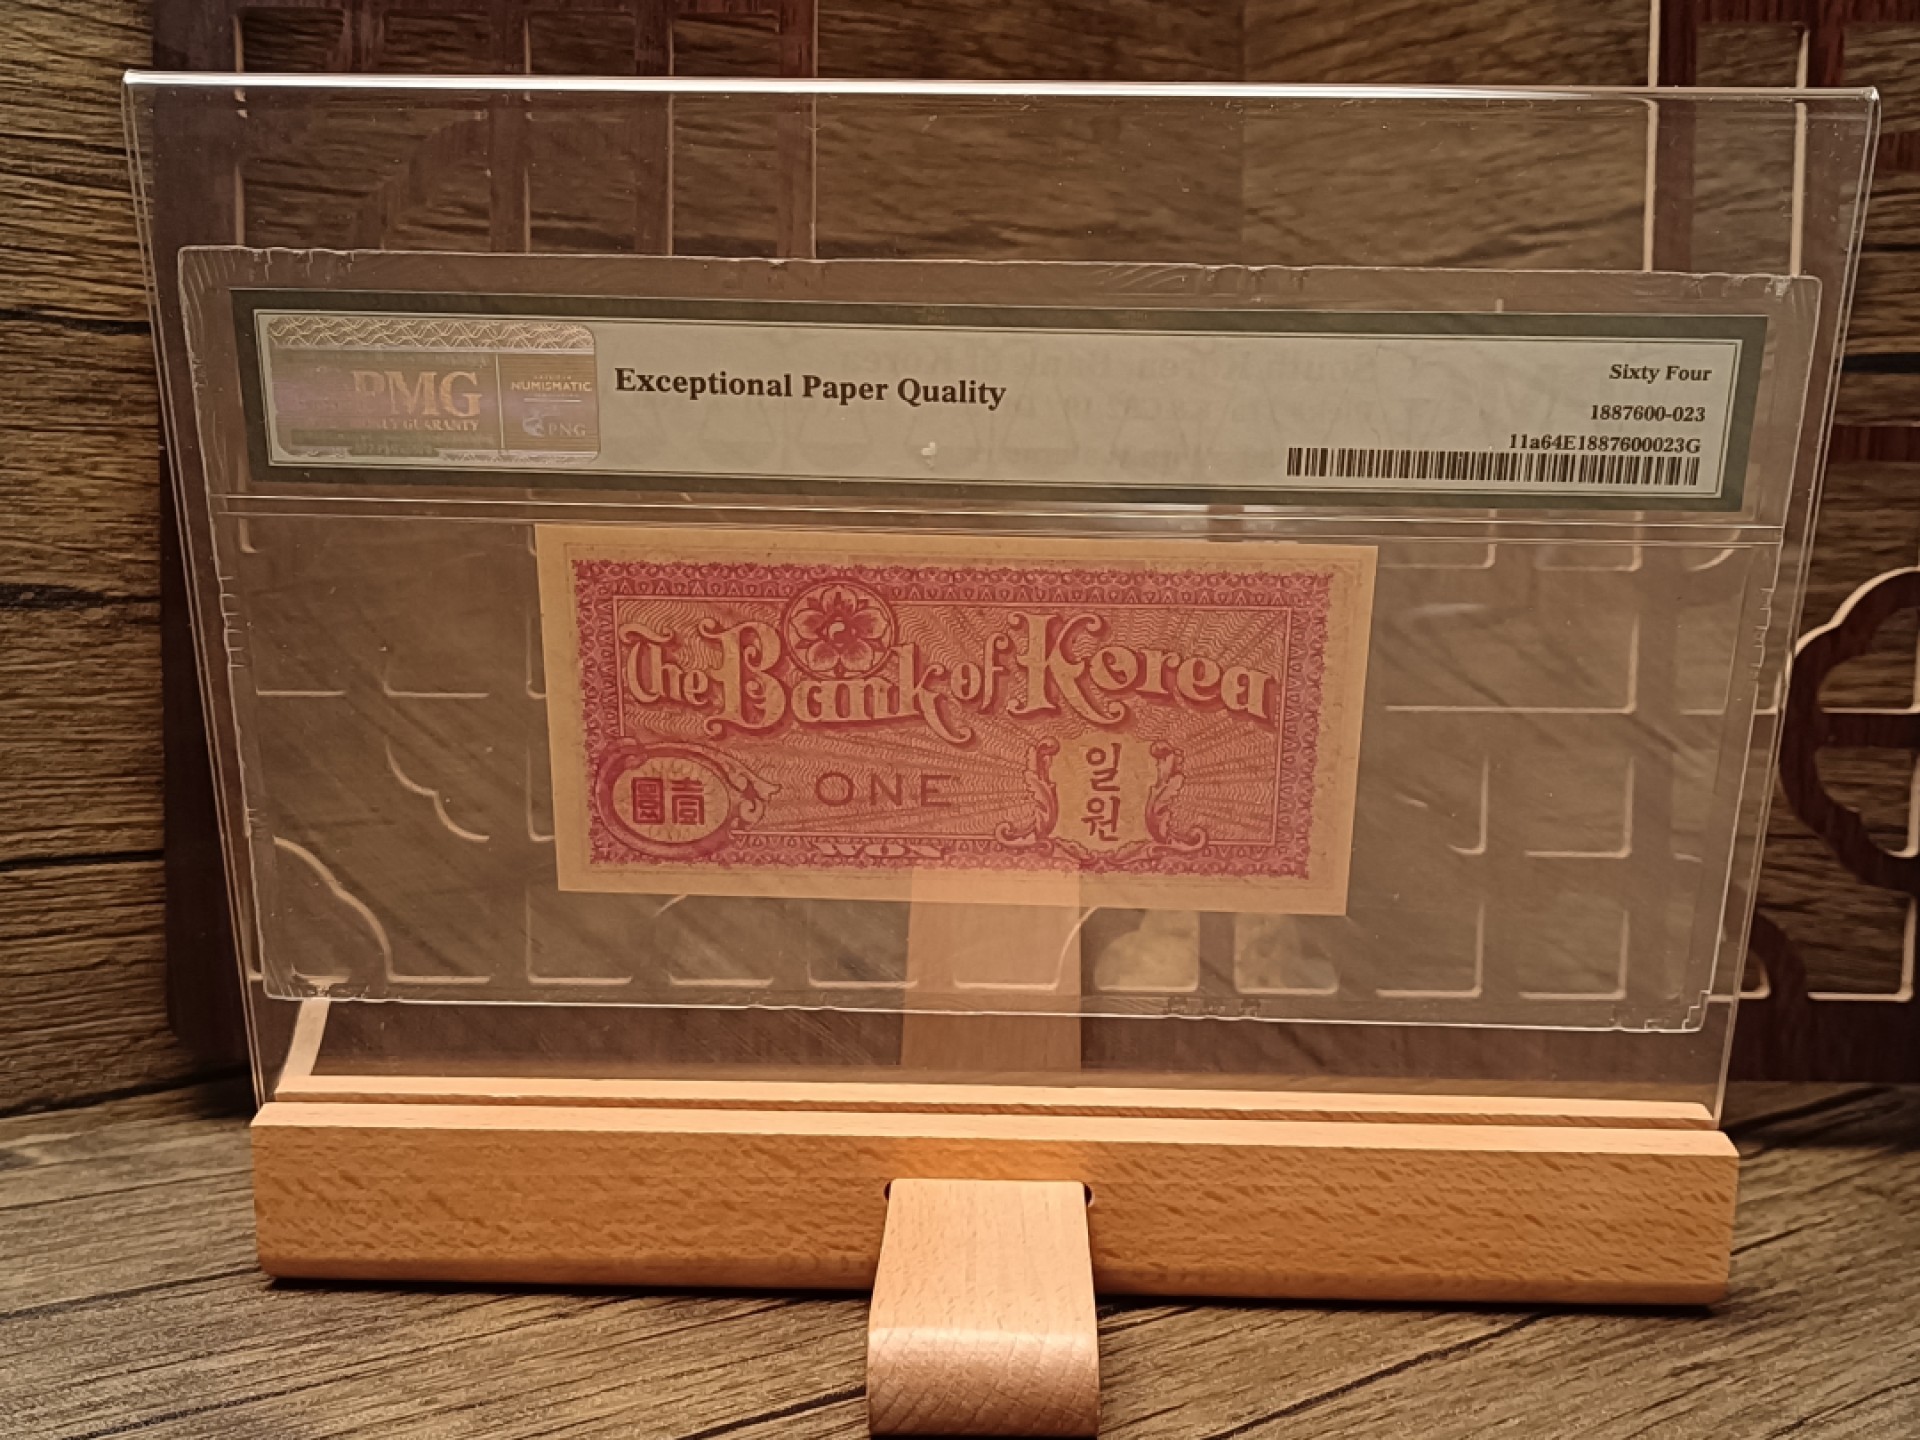 PMG
NUMISMATIC
PNG
Exceptional Paper Quality
Sixty Four
1887600-023
11a64E1887600023G
The Bank of Korea
圓壹
ONE
WON
일
원